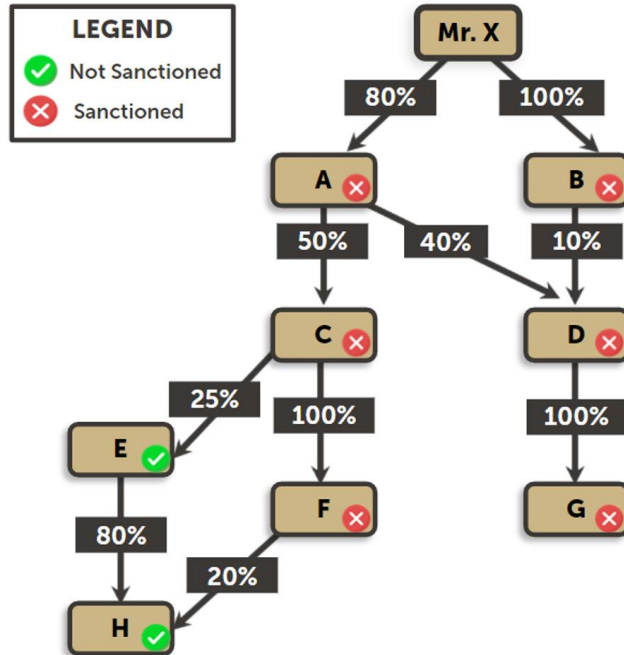 LEGEND
Not Sanctioned
Sanctioned
Mr. X
80%
100%
A
B
50%
40%
10%
C
D
25%
100%
100%
E
F
G
80%
20%
H